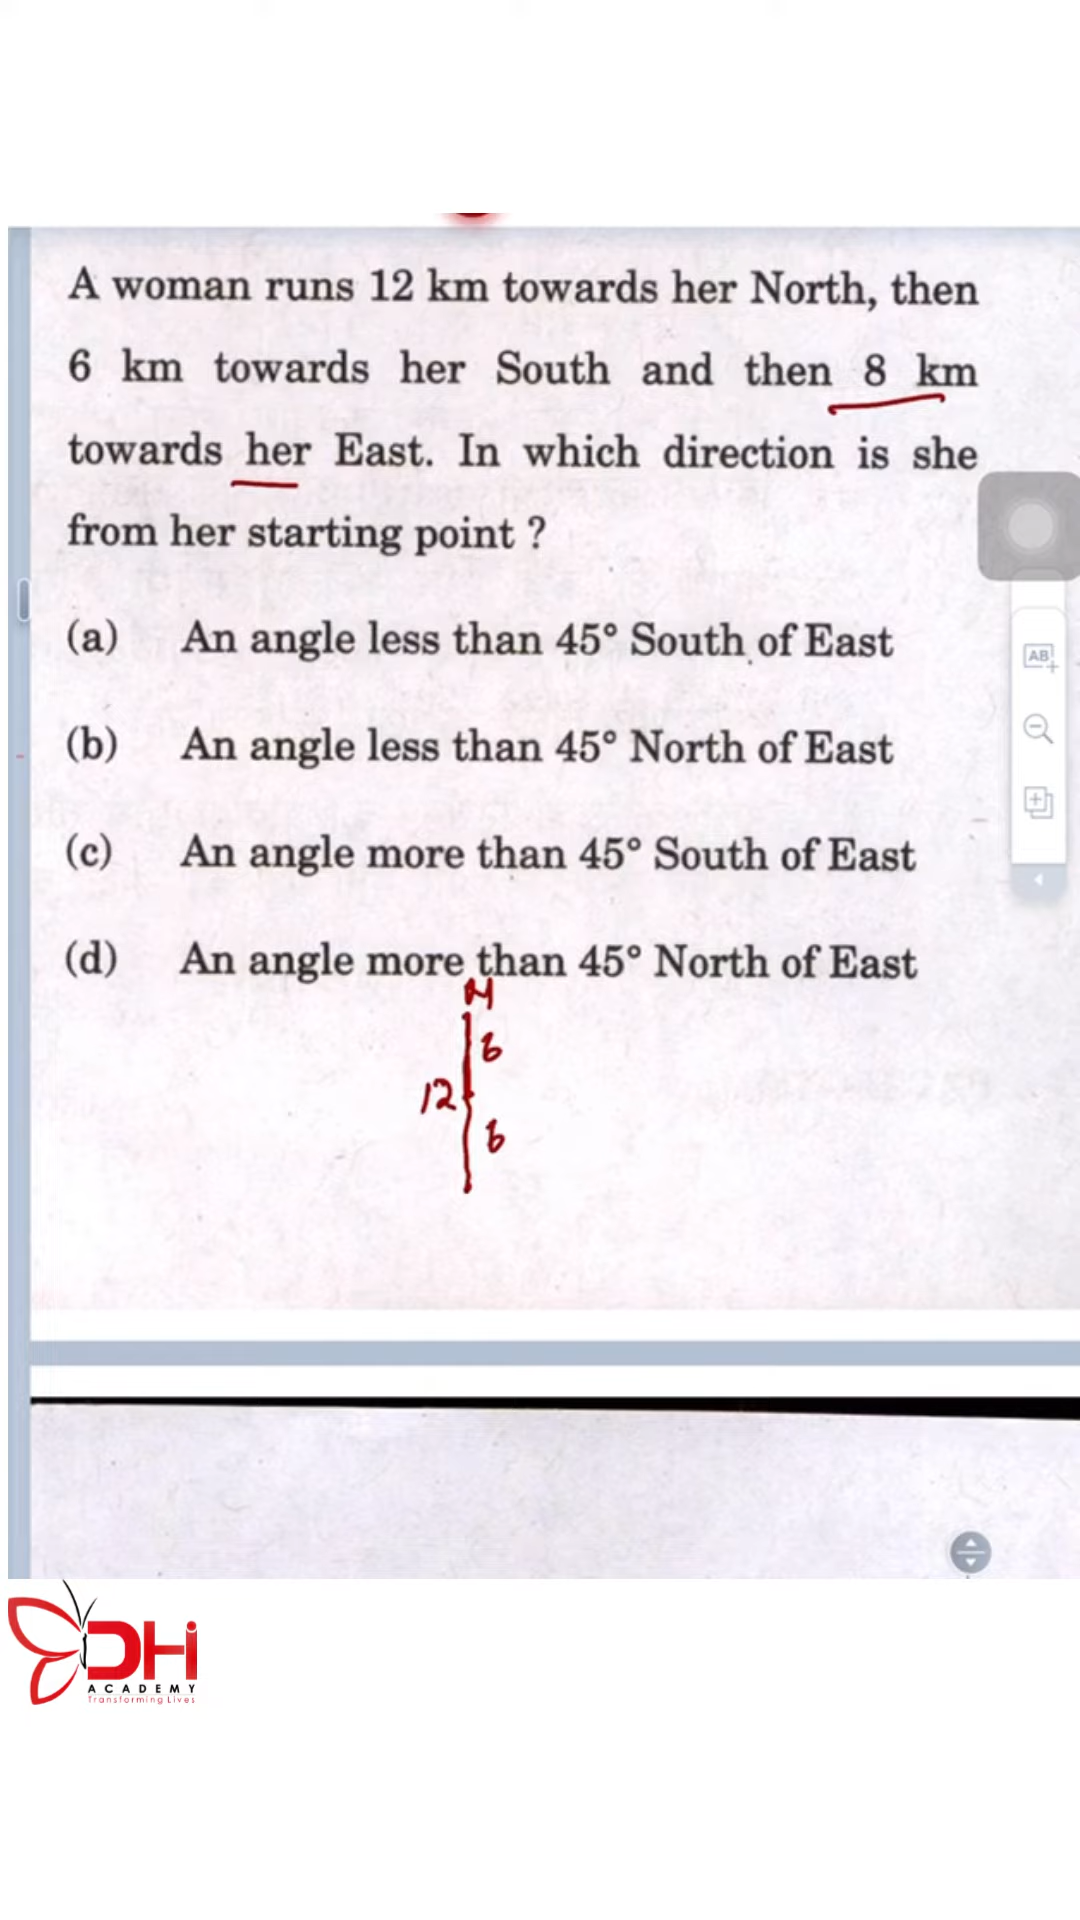 A woman runs 12 km towards her North, then
6 km towards her South and then 8 km
towards her East. In which direction is she
from her starting point ?
(a) An angle less than 45° South of East
(b) An angle less than 45° North of East
(c) An angle more than 45° South of East
(d) An angle more than 45° North of East
N
6
12
6
AB
DHI
ACADEMY
Transforming Lives